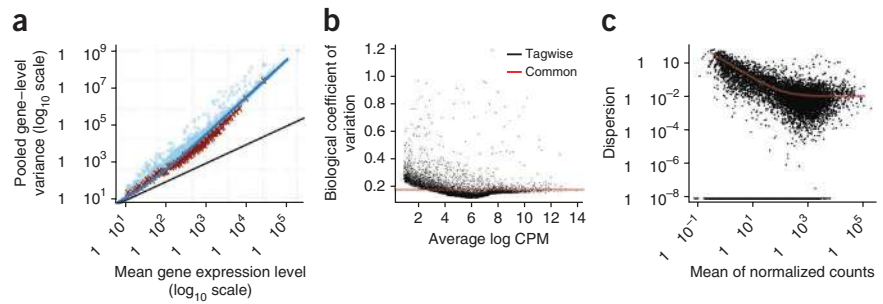 a
Pooled gene–level
variance (log10 scale)
1 10⁹
1 10⁷
1 10⁵
1 10³
1 10¹
1 10¹
1 10²
1 10³
1 10⁴
1 10⁵
Mean gene expression level
(log10 scale)
b
Biological coefficient of
variation
1.2
1.0
0.8
0.6
0.4
0.2
Tagwise
Common
2 4 6 8 10 12 14
Average log CPM
c
Dispersion
1 10
1 10⁻²
1 10⁻⁴
1 10⁻⁶
1 10⁻⁸
1 10⁻¹
1 10
1 10³
1 10⁵
Mean of normalized counts